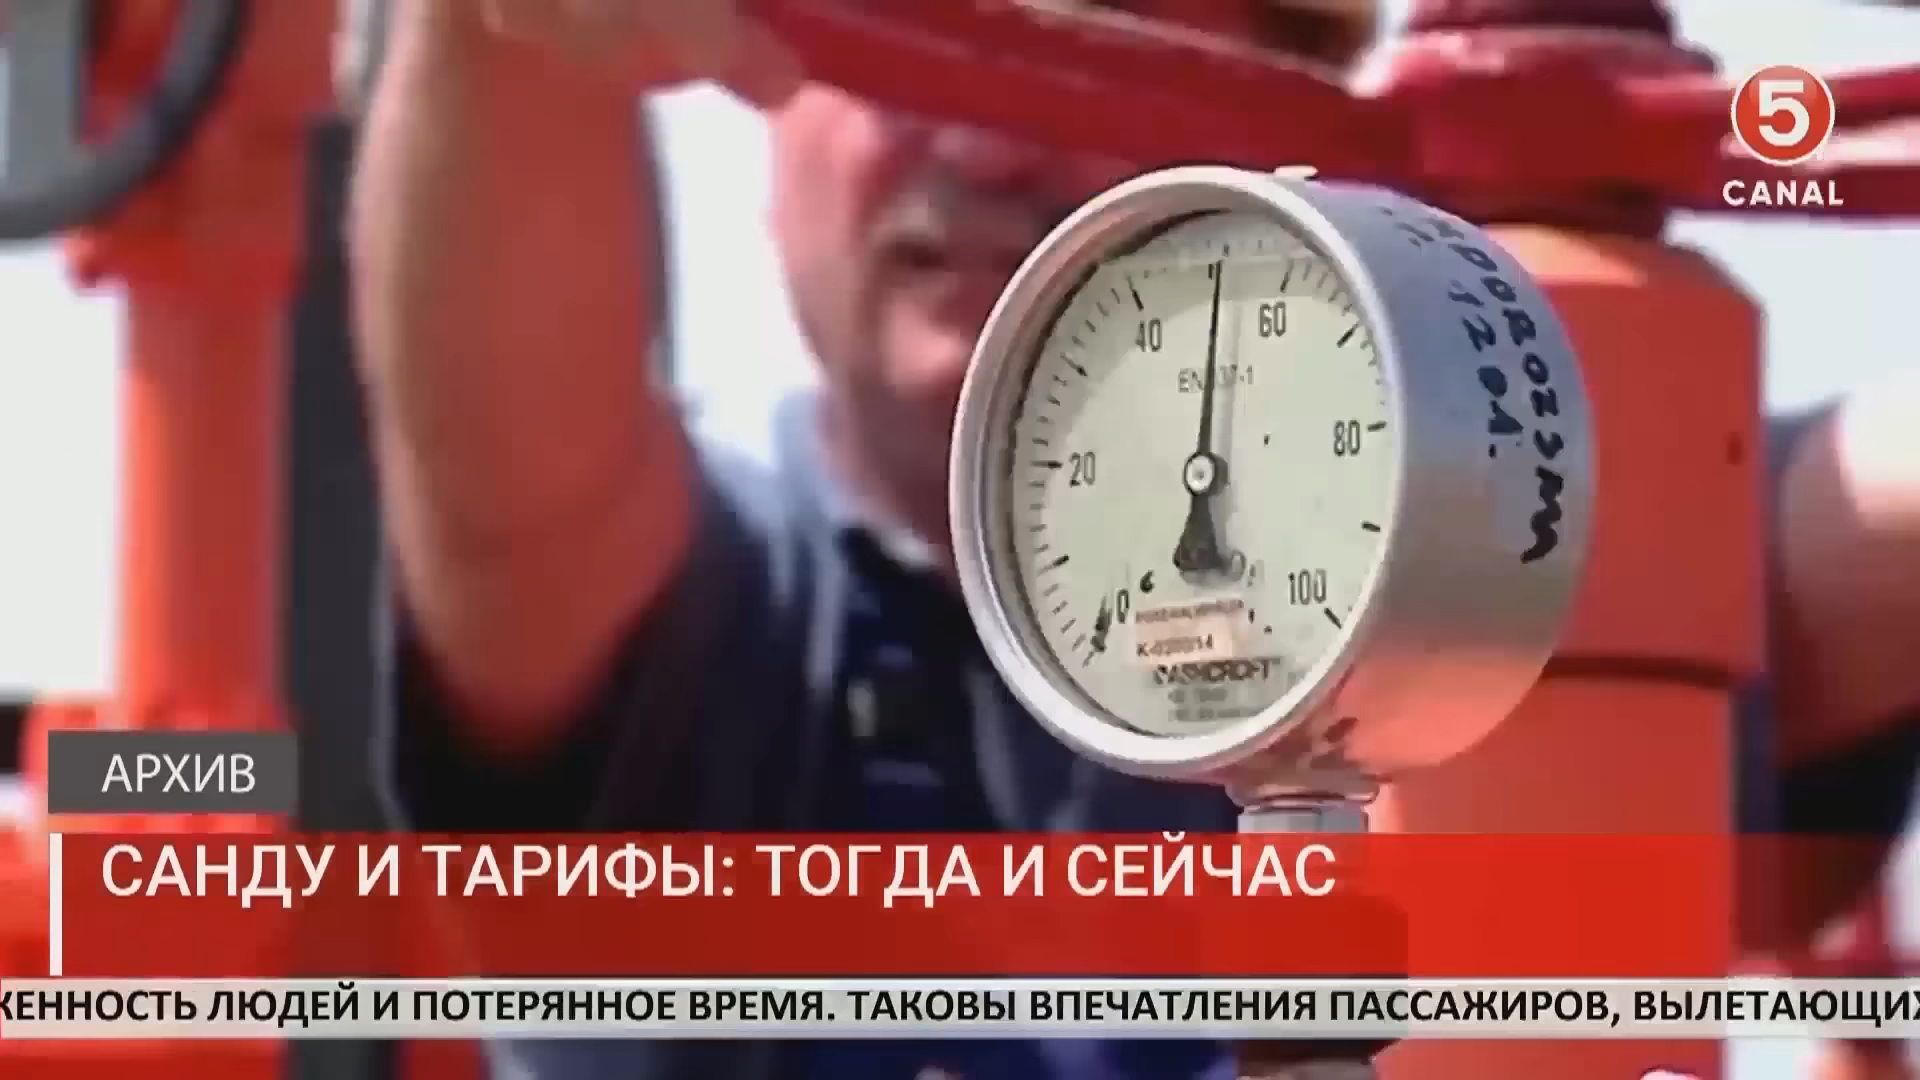 5
CANAL
40
60
20
80
0
100
АРХИВ
САНДУ И ТАРИФЫ: ТОГДА И СЕЙЧАС
ЖЕННОСТЬ ЛЮДЕЙ И ПОТЕРЯННОЕ ВРЕМЯ. ТАКОВЫ ВПЕЧАТЛЕНИЯ ПАССАЖИРОВ, ВЫЛЕТАЮЩИХ